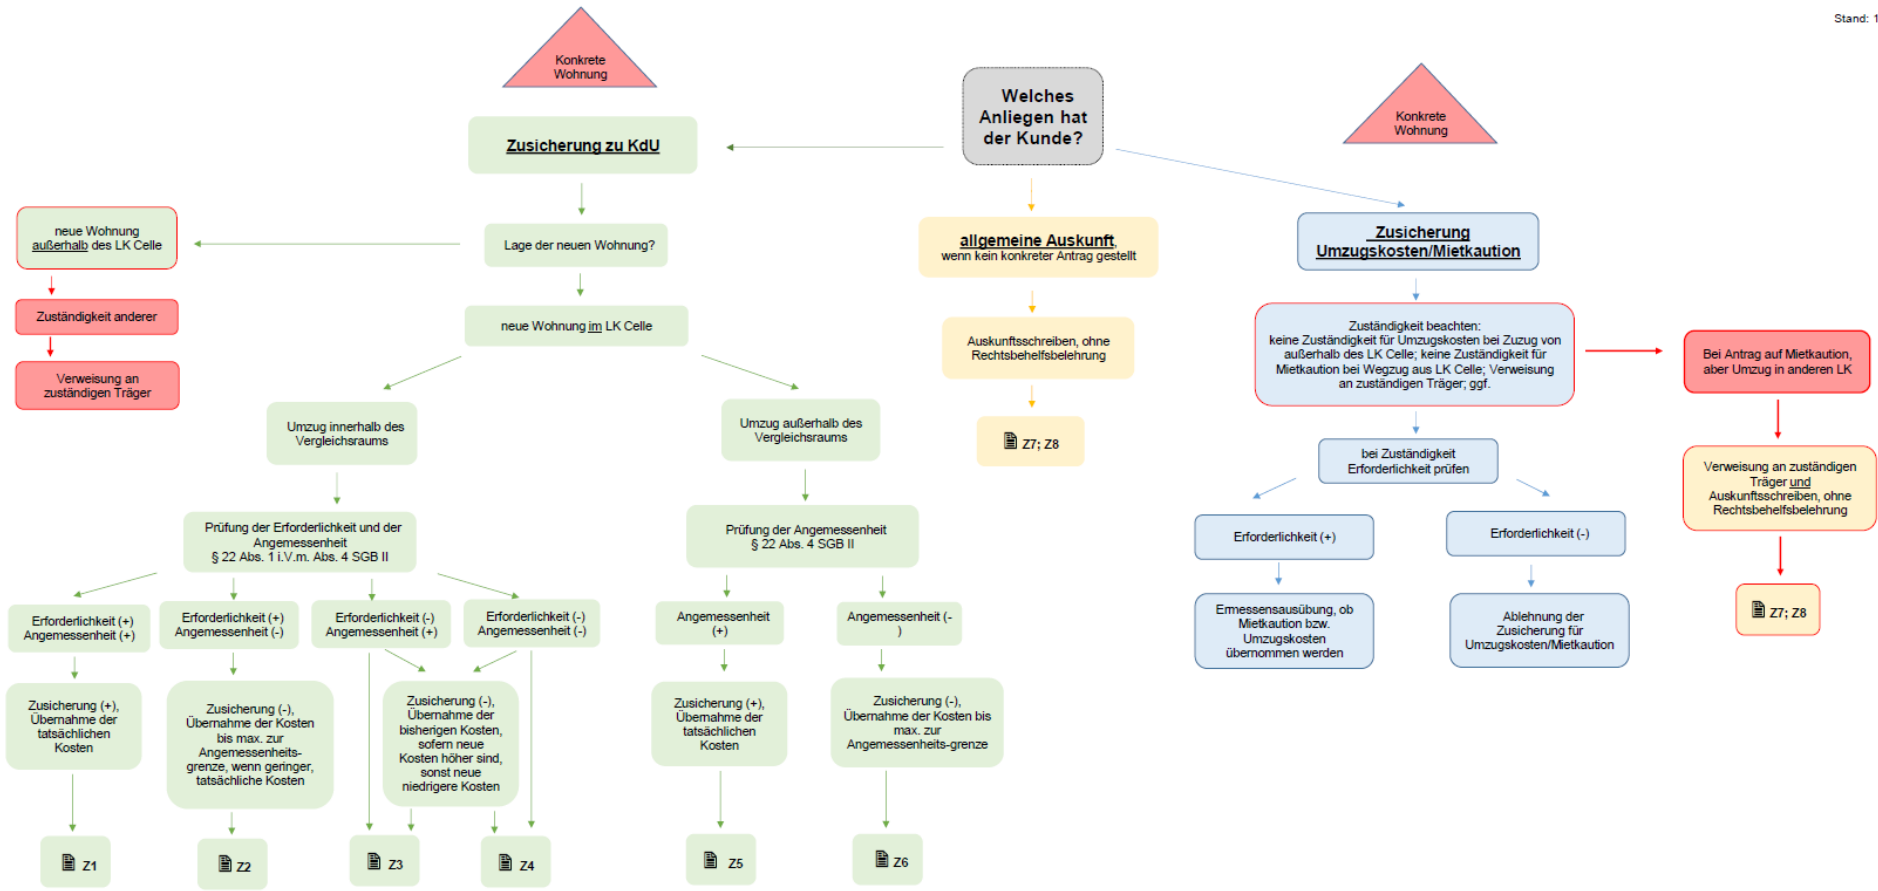 Stand: 1
Konkrete
Wohnung
Welches
Anliegen hat
der Kunde?
Konkrete
Wohnung
Zusicherung zu KdU
neue Wohnung
außerhalb des LK Celle
Lage der neuen Wohnung?
allgemeine Auskunft,
wenn kein konkreter Antrag gestellt
Zusicherung
Umzugskosten/Mietkaution
Zuständigkeit anderer
neue Wohnung im LK Celle
Auskunftsschreiben, ohne
Rechtsbehelfsbelehrung
Zuständigkeit beachten:
keine Zuständigkeit für Umzugskosten bei Zuzug von
außerhalb des LK Celle; keine Zuständigkeit für
Mietkaution bei Wegzug aus LK Celle; Verweisung
an zuständigen Träger; ggf.
Bei Antrag auf Mietkaution,
aber Umzug in anderen LK
Verweisung an
zuständigen Träger
Umzug innerhalb des
Vergleichsraums
Umzug außerhalb des
Vergleichsraums
Z7; Z8
bei Zuständigkeit
Erforderlichkeit prüfen
Verweisung an zuständigen
Träger und
Auskunftsschreiben, ohne
Rechtsbehelfsbelehrung
Prüfung der Erforderlichkeit und der
Angemessenheit
§ 22 Abs. 1 i.V.m. Abs. 4 SGB II
Prüfung der Angemessenheit
§ 22 Abs. 4 SGB II
Erforderlichkeit (+)
Erforderlichkeit (-)
Erforderlichkeit (+)
Angemessenheit (+)
Erforderlichkeit (+)
Angemessenheit (-)
Erforderlichkeit (-)
Angemessenheit (+)
Erforderlichkeit (-)
Angemessenheit (-)
Angemessenheit
(+)
Angemessenheit (-
)
Ermessensausübung, ob
Mietkaution bzw.
Umzugskosten
übernommen werden
Ablehnung der
Zusicherung für
Umzugskosten/Mietkaution
Z7; Z8
Zusicherung (+),
Übernahme der
tatsächlichen
Kosten
Zusicherung (-),
Übernahme der Kosten
bis max. zur
Angemessenheits-
grenze, wenn geringer,
tatsächliche Kosten
Zusicherung (-),
Übernahme der
bisherigen Kosten,
sofern neue
Kosten höher sind,
sonst neue
niedrigere Kosten
Zusicherung (+),
Übernahme der
tatsächlichen
Kosten
Zusicherung (-),
Übernahme der Kosten bis
max. zur
Angemessenheits-grenze
Z1
Z2
Z3
Z4
Z5
Z6